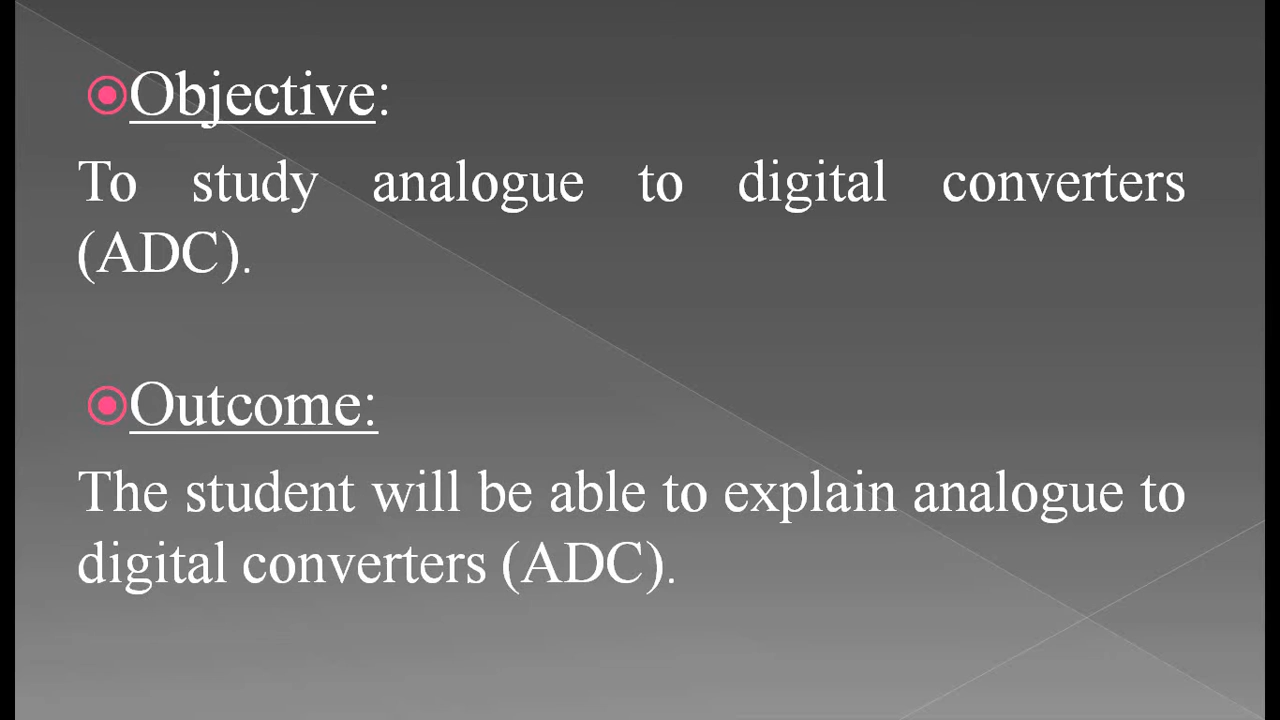 Objective:
To study analogue to digital converters
(ADC).
Outcome:
The student will be able to explain analogue to
digital converters (ADC).